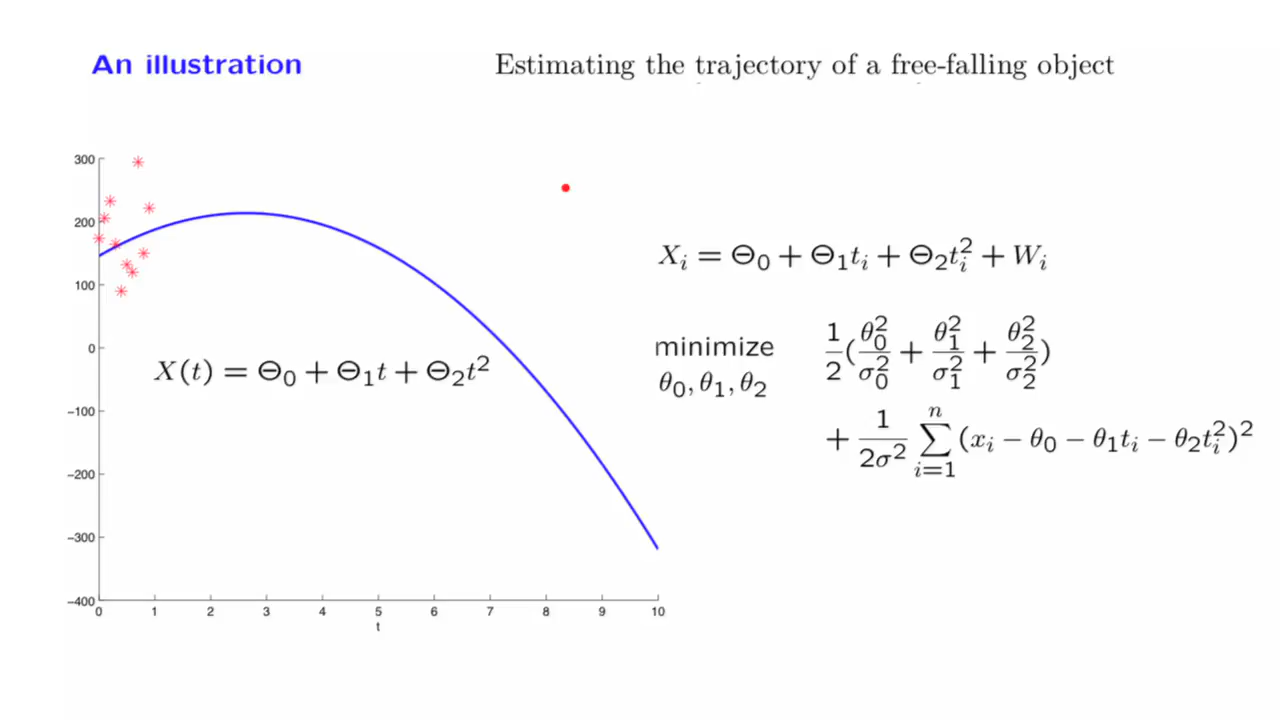 An illustration
Estimating the trajectory of a free-falling object
300
200
100
0
−100
−200
−300
−400
0 1 2 3 4 5 6 7 8 9 10
t
X(t) = Θ₀ + Θ₁t + Θ₂t²
Xᵢ = Θ₀ + Θ₁tᵢ + Θ₂tᵢ² + Wᵢ
minimize
θ₀, θ₁, θ₂
1/2 (θ₀²/σ₀² + θ₁²/σ₁² + θ₂²/σ₂²)
+ 1/2σ² ∑ᵢ₌₁ⁿ (xᵢ − θ₀ − θ₁tᵢ − θ₂tᵢ²)²